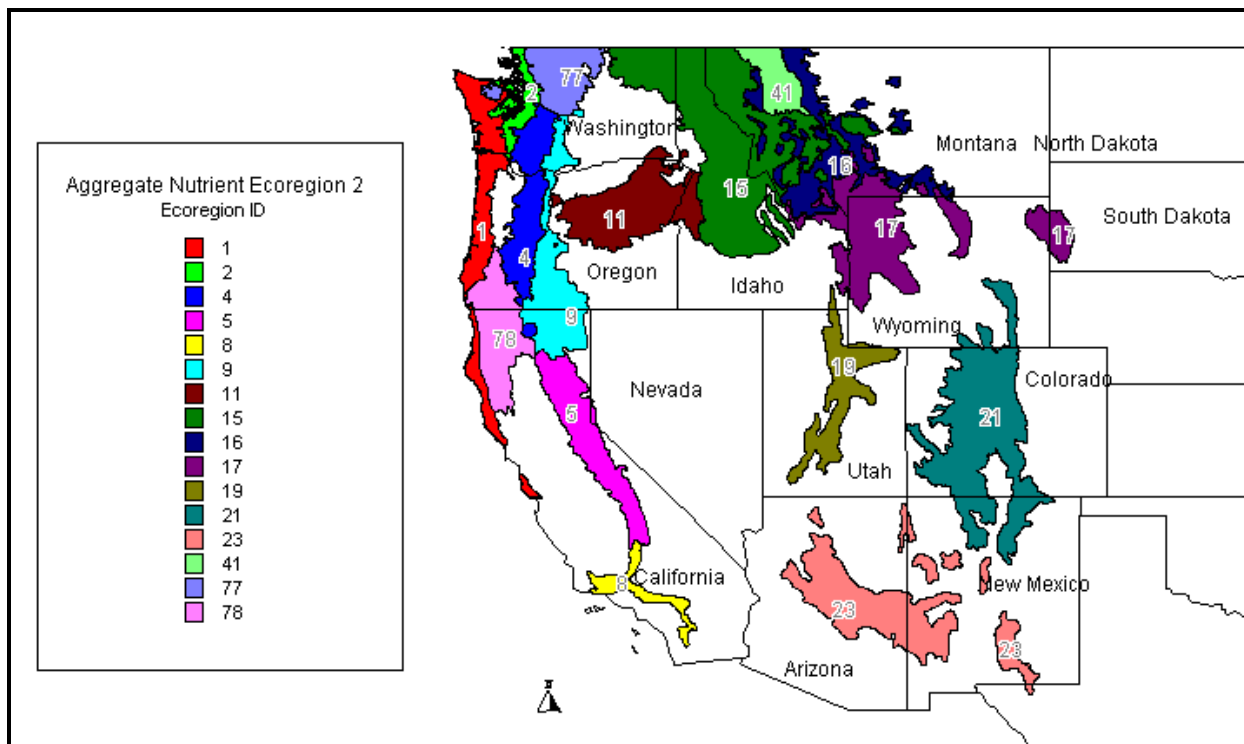 Aggregate Nutrient Ecoregion 2
Ecoregion ID
1
2
4
5
8
9
11
15
16
17
19
21
23
41
77
78
77
2
41
Washington
Montana
North Dakota
16
15
1
11
4
17
17
South Dakota
Oregon
Idaho
9
78
Wyoming
19
Nevada
Colorado
5
21
Utah
8
California
New Mexico
23
23
Arizona